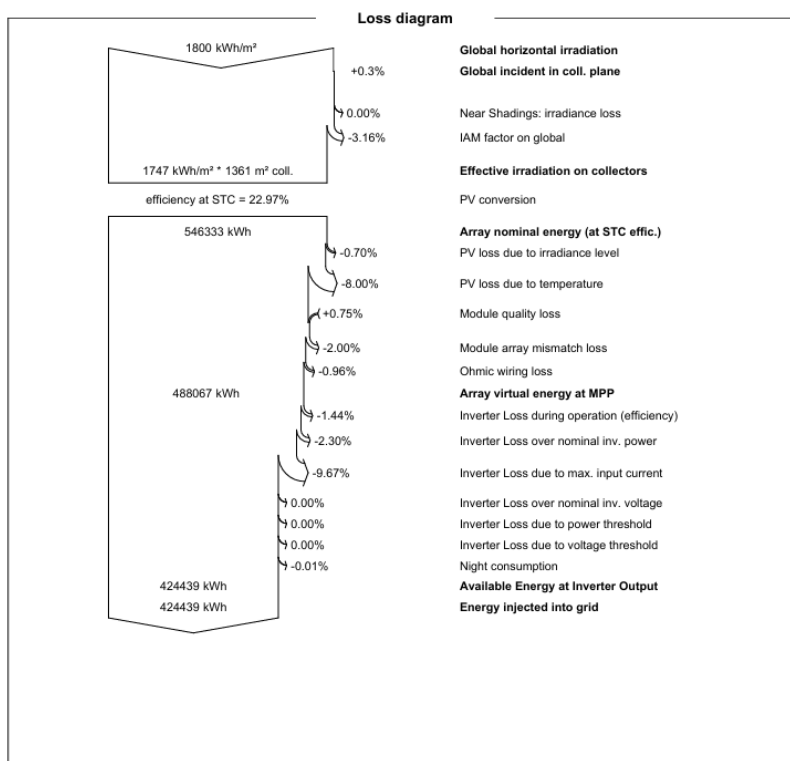 Loss diagram
1800 kWh/m² Global horizontal irradiation
+0.3% Global incident in coll. plane
0.00% Near Shadings: irradiance loss
-3.16% IAM factor on global
1747 kWh/m² * 1361 m² coll. Effective irradiation on collectors
efficiency at STC = 22.97% PV conversion
546333 kWh Array nominal energy (at STC effic.)
-0.70% PV loss due to irradiance level
-8.00% PV loss due to temperature
+0.75% Module quality loss
-2.00% Module array mismatch loss
-0.96% Ohmic wiring loss
488067 kWh Array virtual energy at MPP
-1.44% Inverter Loss during operation (efficiency)
-2.30% Inverter Loss over nominal inv. power
-9.67% Inverter Loss due to max. input current
0.00% Inverter Loss over nominal inv. voltage
0.00% Inverter Loss due to power threshold
0.00% Inverter Loss due to voltage threshold
-0.01% Night consumption
424439 kWh Available Energy at Inverter Output
424439 kWh Energy injected into grid